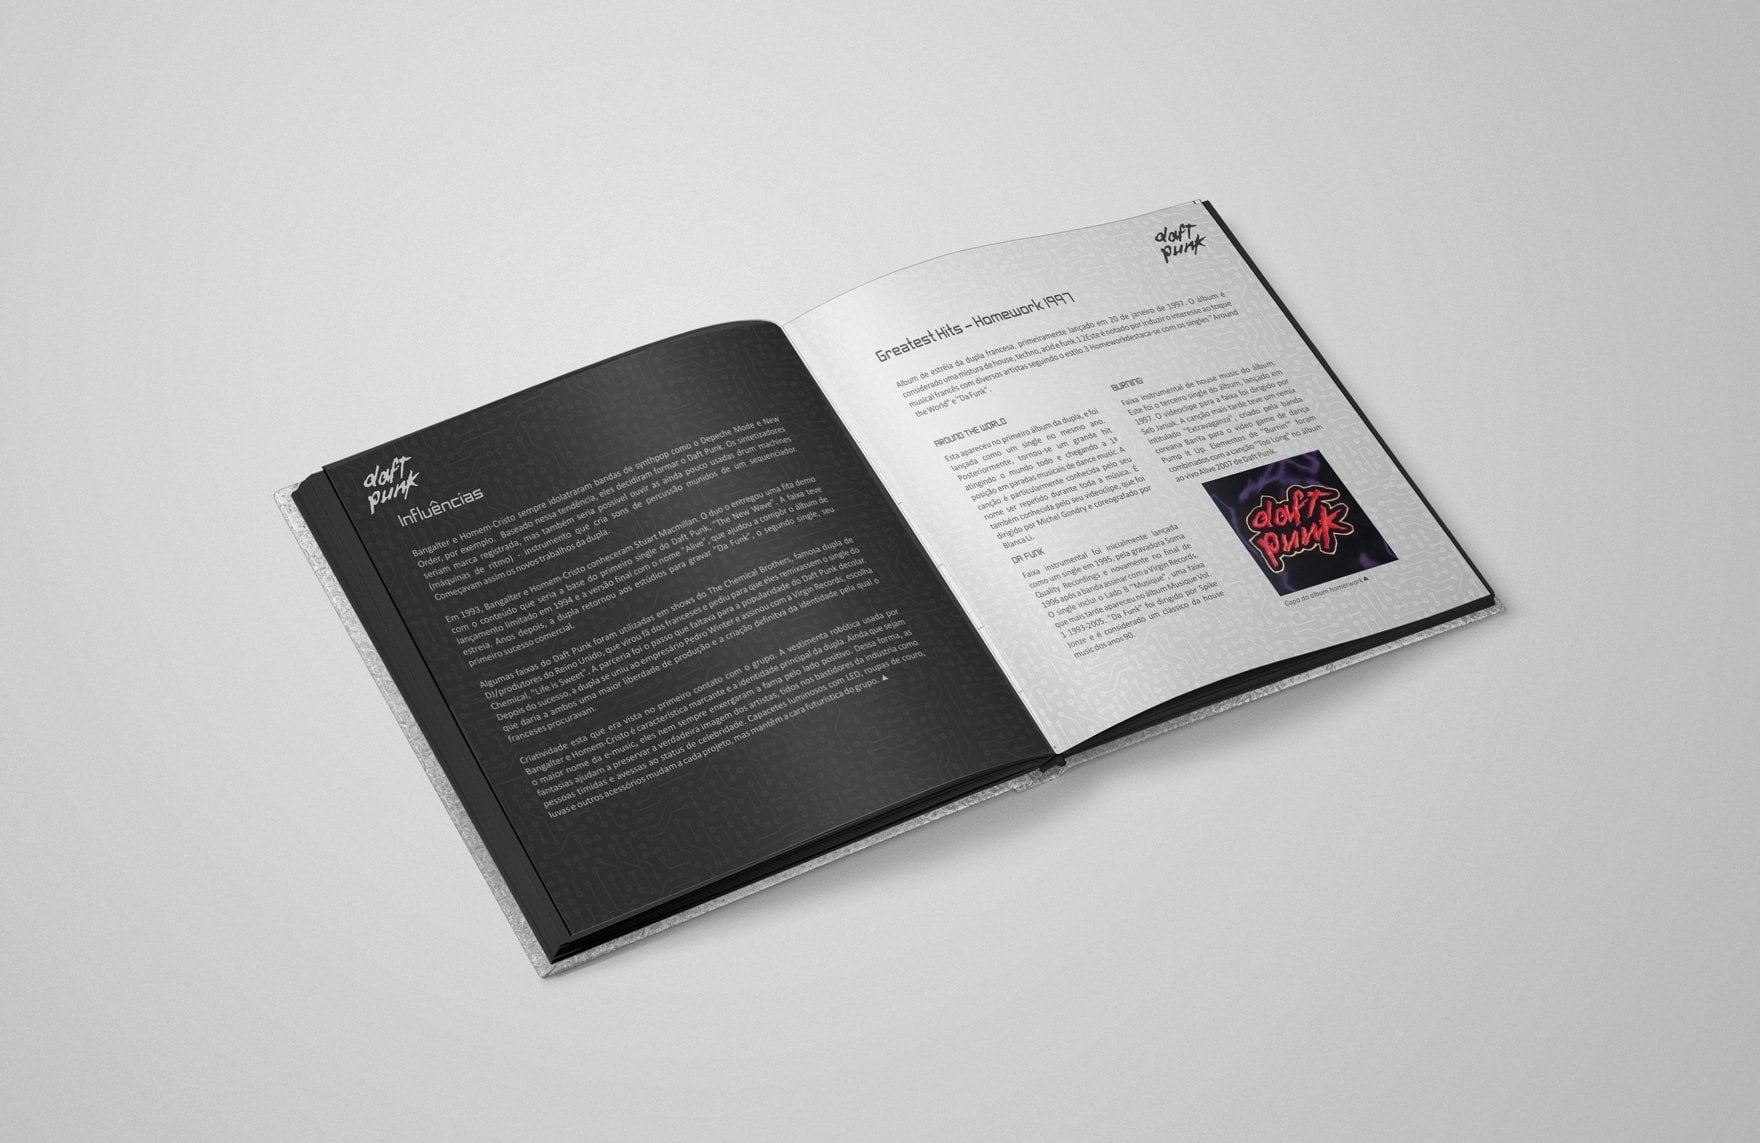 daft
punk
Influências
Bangalter e Homem-Cristo sempre idolatraram bandas de synthpop como o Depeche Mode e New
Order, por exemplo. Baseado nessa tendência, eles decidiram formar o Daft Punk. Os sintetizadores
seriam marca registrada, mas também seria possível ouvir as ainda pouco usadas drum machines
(máquinas de ritmo) - instrumento que cria sons de percussão munidos de um sequenciador.
Começavam assim os novos trabalhos da dupla.
Em 1993, Bangalter e Homem-Cristo conheceram Stuart Macmillan. O duo o entregou uma fita demo
com o conteúdo que seria a base do primeiro single do Daft Punk, "The New Wave". A faixa teve
lançamento limitado em 1994 e a versão final com o nome "Alive", que ajudou a compôr o álbum de
estreia. Anos depois, a dupla retornou aos estúdios para gravar "Da Funk", o segundo single, seu
primeiro sucesso comercial.
Algumas faixas do Daft Punk foram utilizadas em shows do The Chemical Brothers, famosa dupla de
DJ/produtores do Reino Unido, que virou fã dos franceses e pediu para que eles remixassem o single do
Chemical, "Life is Sweet". A parceria foi o passo que faltava para a popularidade do Daft Punk decolar.
Depois do sucesso, a dupla se uniu ao empresário Pedro Winter e assinou com a Virgin Records, escolha
que daria a ambos uma maior liberdade de produção e a criação definitva da identidade pela qual o
franceses procuravam.
Criatividade esta que era vista no primeiro contato com o grupo. A vestimenta robótica usada por
Bangalter e Homem-Cristo é característica marcante e a identidade principal da dupla. Ainda que sejam
o maior nome da e-music, eles nem sempre enxergaram a fama pelo lado positivo. Dessa forma, as
fantasias ajudam a preservar a verdadeira imagem dos artistas, tidos nos bastidores da indústria como
pessoas tímidas e avessas ao status de celebridade. Capacetes luminosos com LED, roupas de couro,
luvas e outros acessórios mudam a cada projeto, mas mantêm a cara futurística do grupo. ▲
daft
punk
Greatest Hits – Homework 1997
Album de estréia da dupla francesa, primeiramente lançado em 20 de janeiro de 1997. O álbum é
considerado uma mistura de house, techno, acid e funk.1 2Este é notado por induzir o interesse ao toque
musical francês com diversos artistas seguindo o estilo.3 Homeworkdestaca-se com os singles "Around
the World" e "Da Funk".
AROUND THE WORLD
Esta apareceu no primeiro álbum da dupla, e foi
lançada como um single no mesmo ano.
Posteriormente, tornou-se um grande hit
atingindo o mundo todo e chegando a 1ª
posição em paradas musicais de dance music. A
canção é particularmente conhecida pelo seu
nome ser repetido durante toda a música. É
também conhecida pelo seu videoclipe, que foi
dirigido por Michel Gondry e coreografado por
Blanca Li.
DA FUNK
Faixa instrumental foi inicialmente lançada
como um single em 1995, pela gravadora Soma
Quality Recordings e novamente no final de
1996 após a banda assinar com a Virgin Records.
O single inclui o Lado B "Musique", uma faixa
que mais tarde apareceu no álbum Musique Vol.
1 1993-2005. "Da Funk" foi dirigido por Spike
Jonze e é considerado um clássico da house
music dos anos 90.
BURNING
Faixa instrumental de house music do álbum.
Este foi o terceiro single do álbum, lançado em
1997. O videoclipe para a faixa foi dirigido por
Seb Janiak. A canção mais tarde teve um remix
intitulado "Extravaganza", criado pela banda
coreana Banfa para o video game de dança
Pump It Up. Elementos de "Burnin'" foram
combinados com a canção "Too Long" no álbum
ao vivo Alive 2007 de Daft Punk.
daft
punk
Capa do álbum homerwork ▲